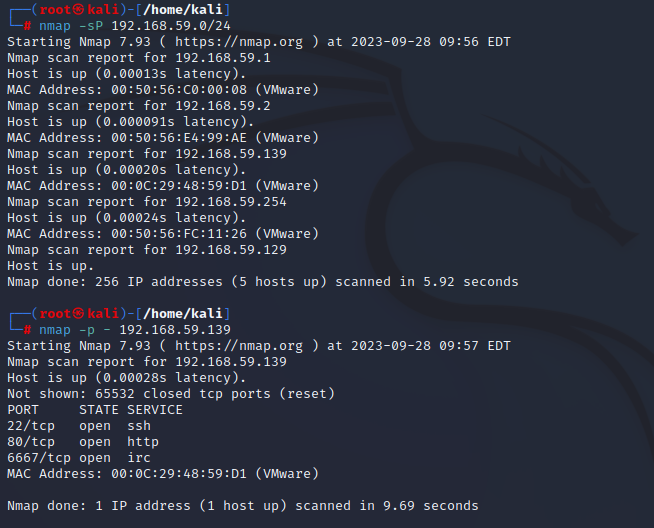 ┌──(root㉿kali)-[/home/kali]
└─# nmap -sP 192.168.59.0/24
Starting Nmap 7.93 ( https://nmap.org ) at 2023-09-28 09:56 EDT
Nmap scan report for 192.168.59.1
Host is up (0.00013s latency).
MAC Address: 00:50:56:C0:00:08 (VMware)
Nmap scan report for 192.168.59.2
Host is up (0.000091s latency).
MAC Address: 00:50:56:E4:99:AE (VMware)
Nmap scan report for 192.168.59.139
Host is up (0.00020s latency).
MAC Address: 00:0C:29:48:59:D1 (VMware)
Nmap scan report for 192.168.59.254
Host is up (0.00024s latency).
MAC Address: 00:50:56:FC:11:26 (VMware)
Nmap scan report for 192.168.59.129
Host is up.
Nmap done: 256 IP addresses (5 hosts up) scanned in 5.92 seconds
┌──(root㉿kali)-[/home/kali]
└─# nmap -p - 192.168.59.139
Starting Nmap 7.93 ( https://nmap.org ) at 2023-09-28 09:57 EDT
Nmap scan report for 192.168.59.139
Host is up (0.00028s latency).
Not shown: 65532 closed tcp ports (reset)
PORT     STATE SERVICE
22/tcp   open  ssh
80/tcp   open  http
6667/tcp open  irc
MAC Address: 00:0C:29:48:59:D1 (VMware)
Nmap done: 1 IP address (1 host up) scanned in 9.69 seconds